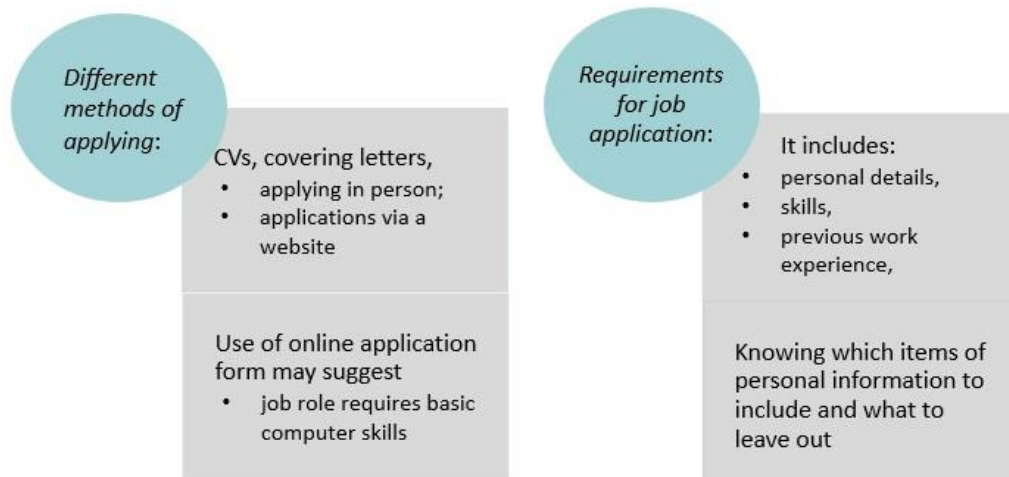 Different
methods of
applying:
CVs, covering letters,
• applying in person;
• applications via a
website
Use of online application
form may suggest
• job role requires basic
computer skills
Requirements
for job
application:
It includes:
• personal details,
• skills,
• previous work
experience,
Knowing which items of
personal information to
include and what to
leave out